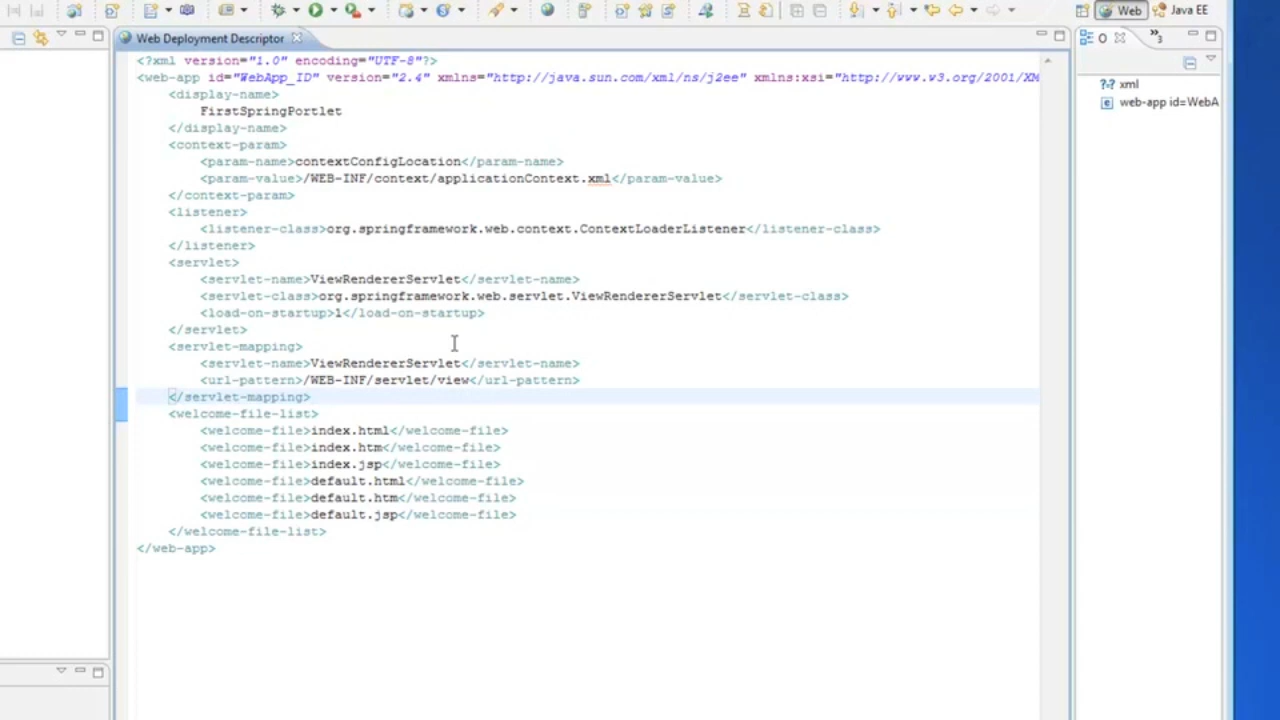 Web
Java EE
Web Deployment Descriptor
O
3
<?xml version="1.0" encoding="UTF-8"?>
<web-app id="WebApp_ID" version="2.4" xmlns="http://java.sun.com/xml/ns/j2ee" xmlns:xsi="http://www.w3.org/2001/XM
<display-name>
FirstSpringPortlet
</display-name>
<context-param>
<param-name>contextConfigLocation</param-name>
<param-value>/WEB-INF/context/applicationContext.xml</param-value>
</context-param>
<listener>
<listener-class>org.springframework.web.context.ContextLoaderListener</listener-class>
</listener>
<servlet>
<servlet-name>ViewRendererServlet</servlet-name>
<servlet-class>org.springframework.web.servlet.ViewRendererServlet</servlet-class>
<load-on-startup>1</load-on-startup>
</servlet>
<servlet-mapping>
<servlet-name>ViewRendererServlet</servlet-name>
<url-pattern>/WEB-INF/servlet/view</url-pattern>
</servlet-mapping>
<welcome-file-list>
<welcome-file>index.html</welcome-file>
<welcome-file>index.htm</welcome-file>
<welcome-file>index.jsp</welcome-file>
<welcome-file>default.html</welcome-file>
<welcome-file>default.htm</welcome-file>
<welcome-file>default.jsp</welcome-file>
</welcome-file-list>
</web-app>
xml
web-app id=WebA